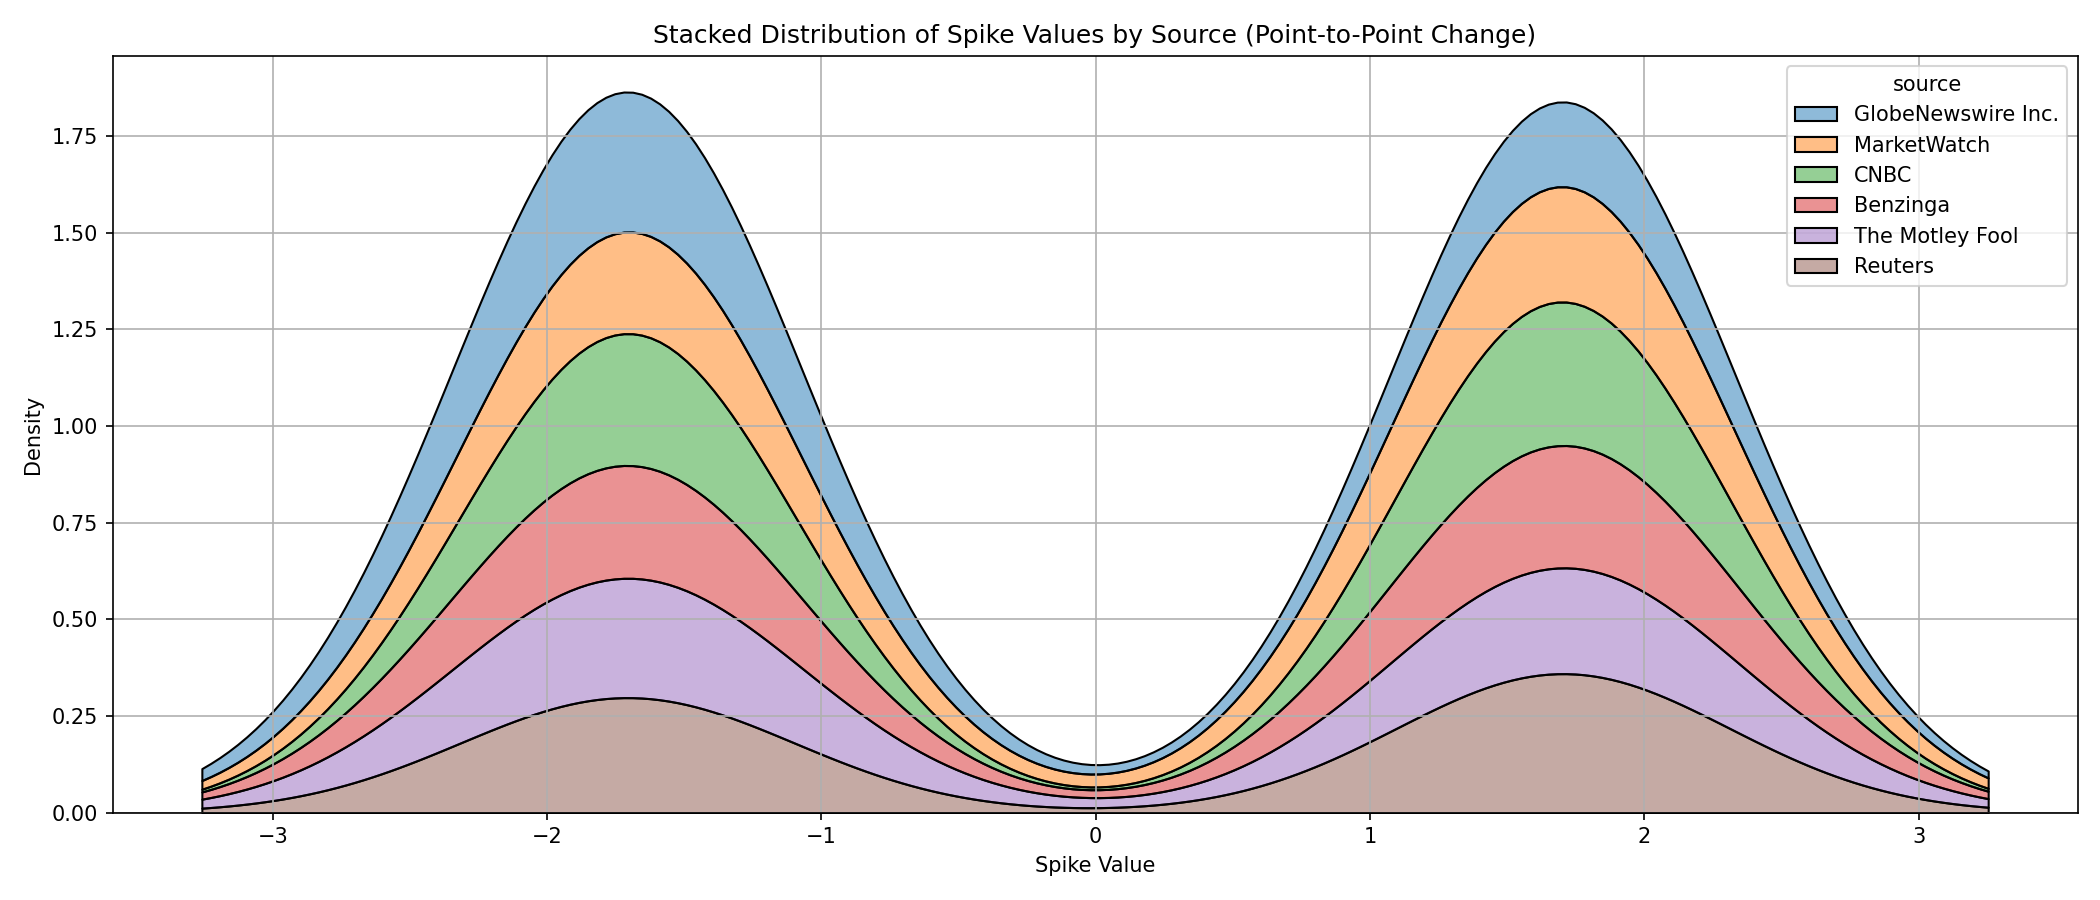 Stacked Distribution of Spike Values by Source (Point-to-Point Change)
source
GlobeNewswire Inc.
MarketWatch
CNBC
Benzinga
The Motley Fool
Reuters
Density
1.75
1.50
1.25
1.00
0.75
0.50
0.25
0.00
−3 −2 −1 0 1 2 3
Spike Value